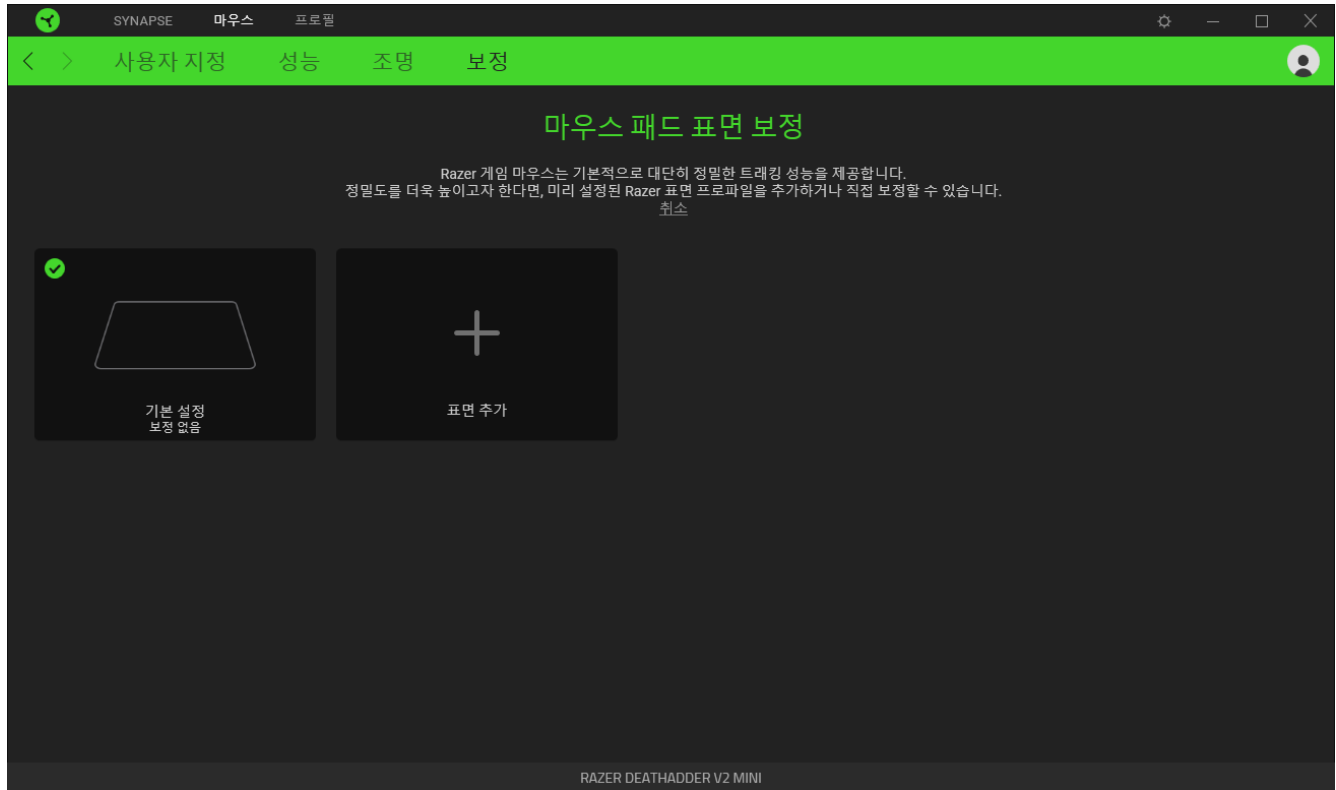 SYNAPSE 마우스 프로필
사용자 지정 성능 조명 보정
마우스 패드 표면 보정
Razer 게임 마우스는 기본적으로 대단히 정밀한 트래킹 성능을 제공합니다.
정밀도를 더욱 높이고자 한다면, 미리 설정된 Razer 표면 프로파일을 추가하거나 직접 보정할 수 있습니다.
취소
기본 설정
보정 없음
표면 추가
RAZER DEATHADDER V2 MINI